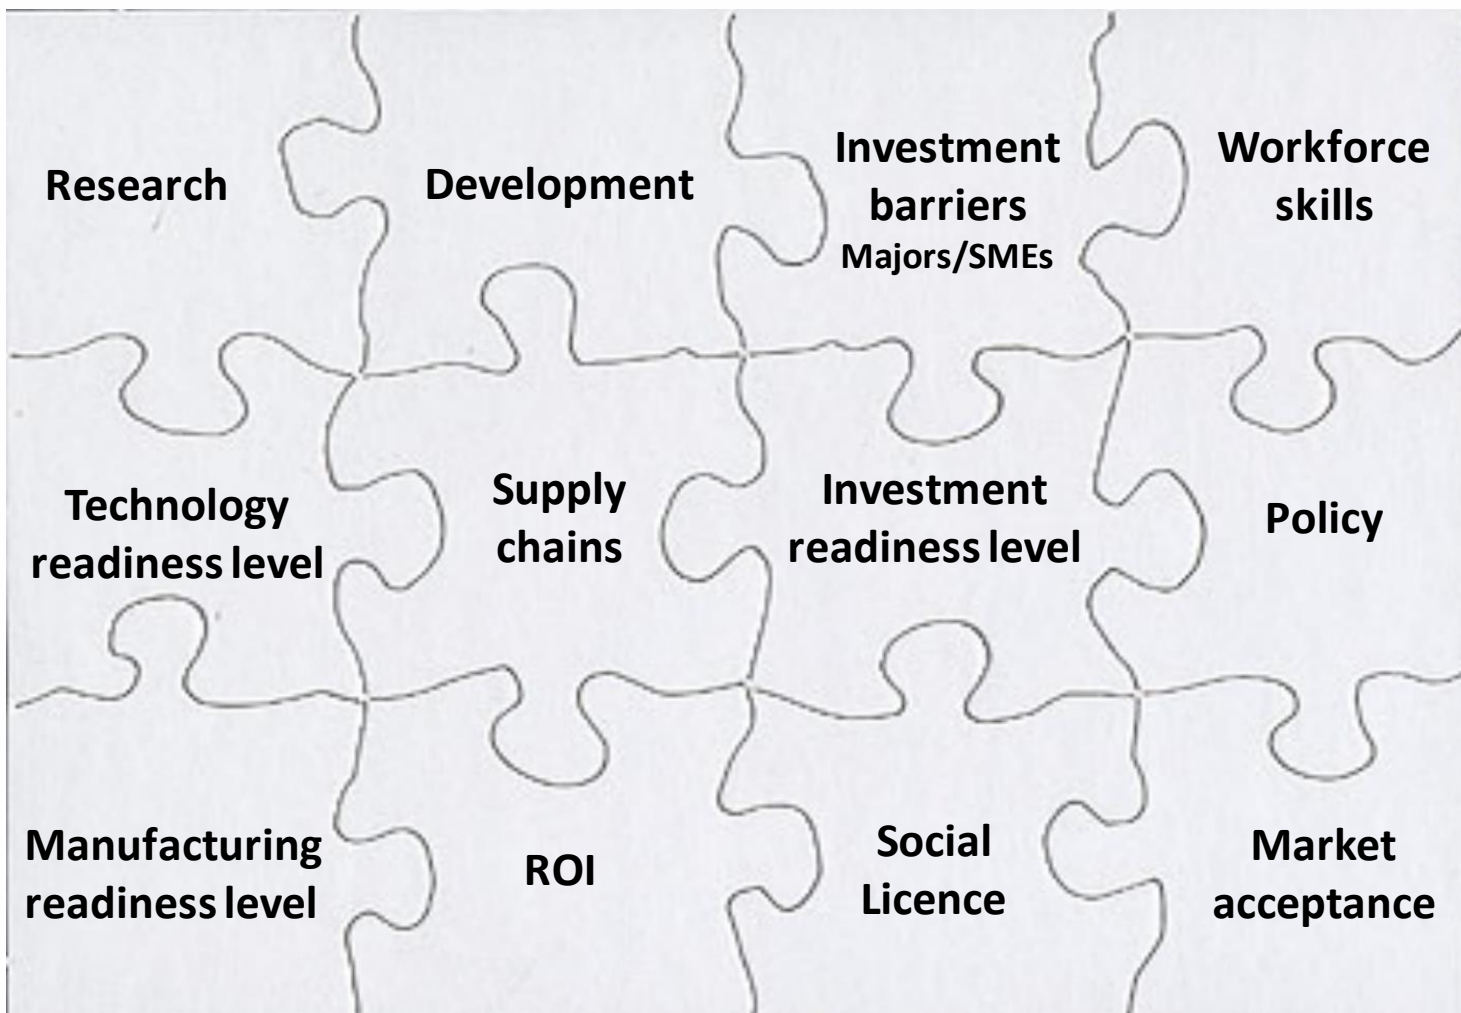 Research
Development
Investment
barriers
Majors/SMEs
Workforce
skills
Technology
readiness level
Supply
chains
Investment
readiness level
Policy
Manufacturing
readiness level
ROI
Social
Licence
Market
acceptance